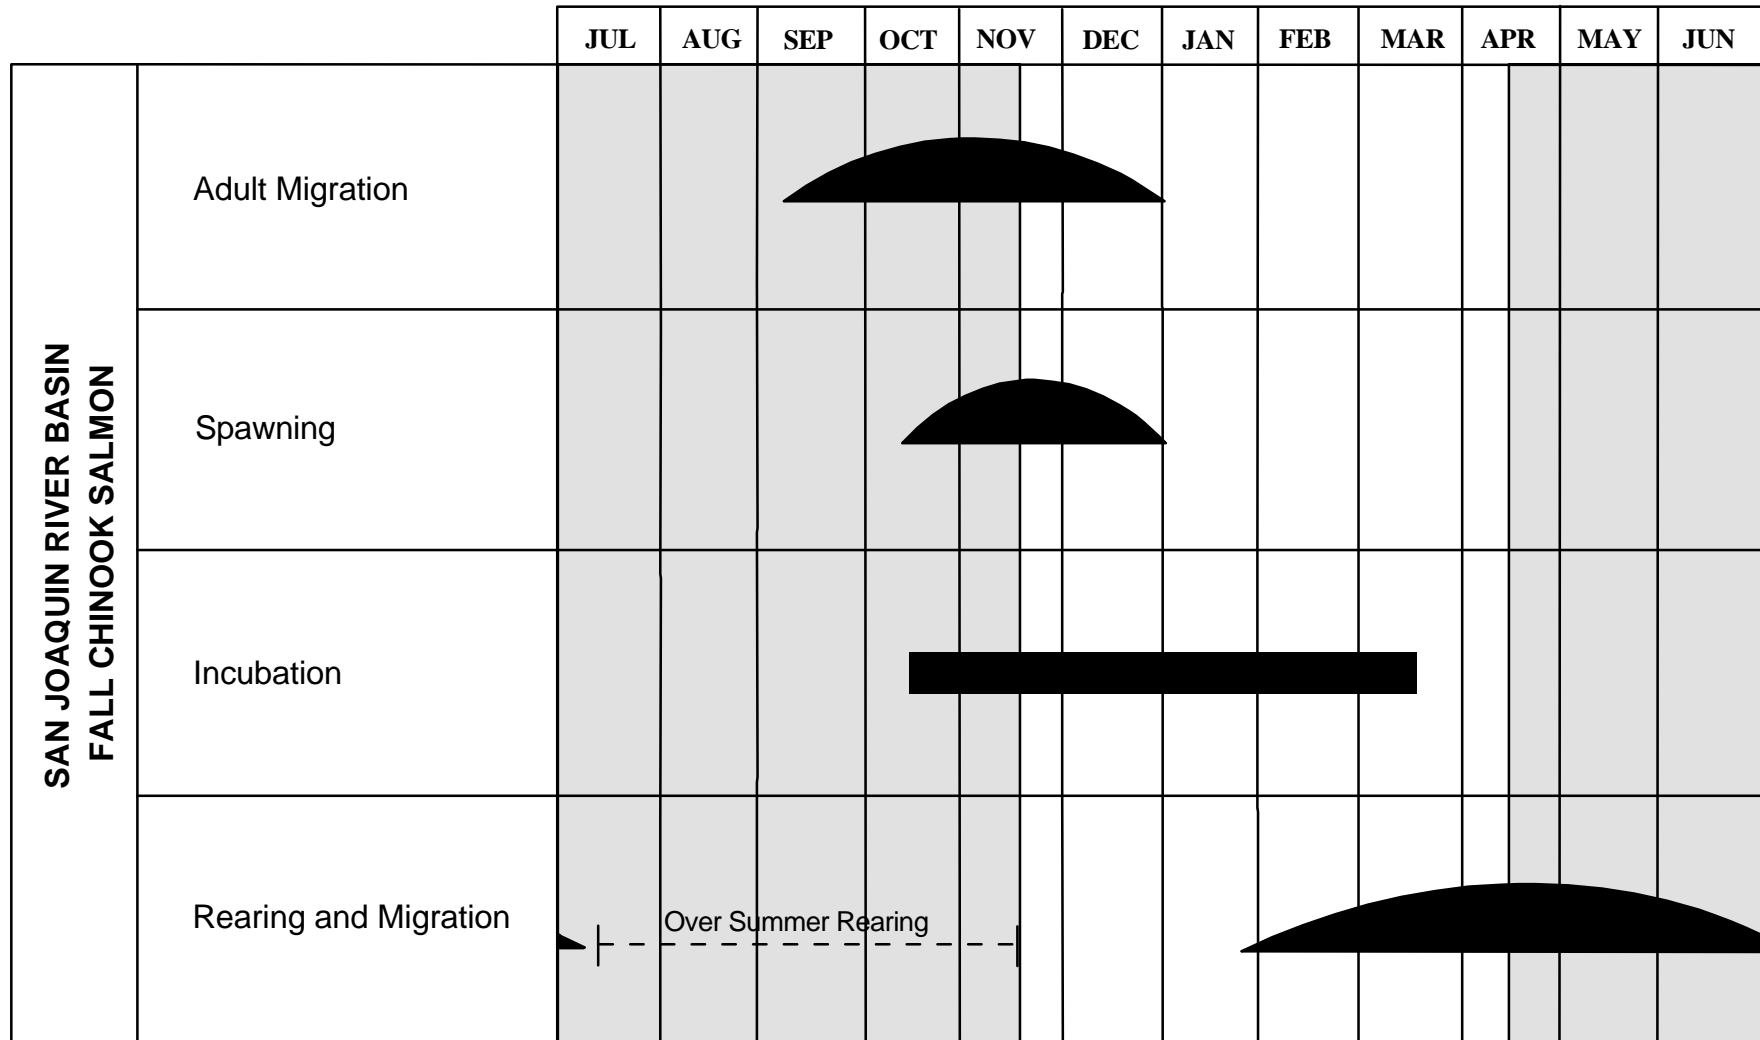 JUL AUG SEP OCT NOV DEC JAN FEB MAR APR MAY JUN
SAN JOAQUIN RIVER BASIN
FALL CHINOOK SALMON
Adult Migration
Spawning
Incubation
Rearing and Migration
Over Summer Rearing